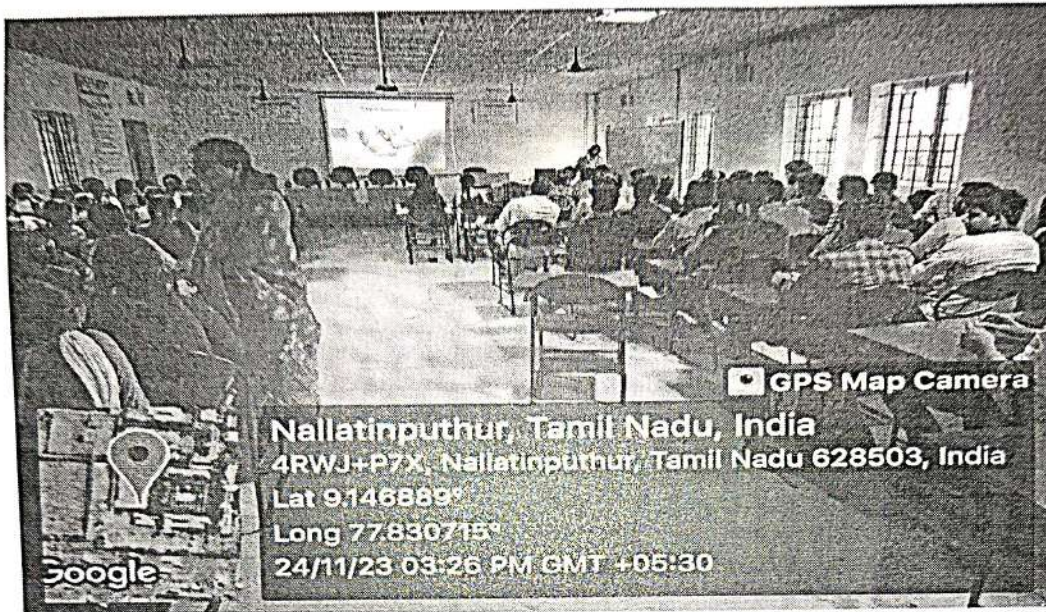 GPS Map Camera
Nallatinputhur, Tamil Nadu, India
4RWJ+P7X, Nallatinputhur, Tamil Nadu 628503, India
Lat 9.146889°
Long 77.830715°
24/11/23 03:26 PM GMT +05:30
Google